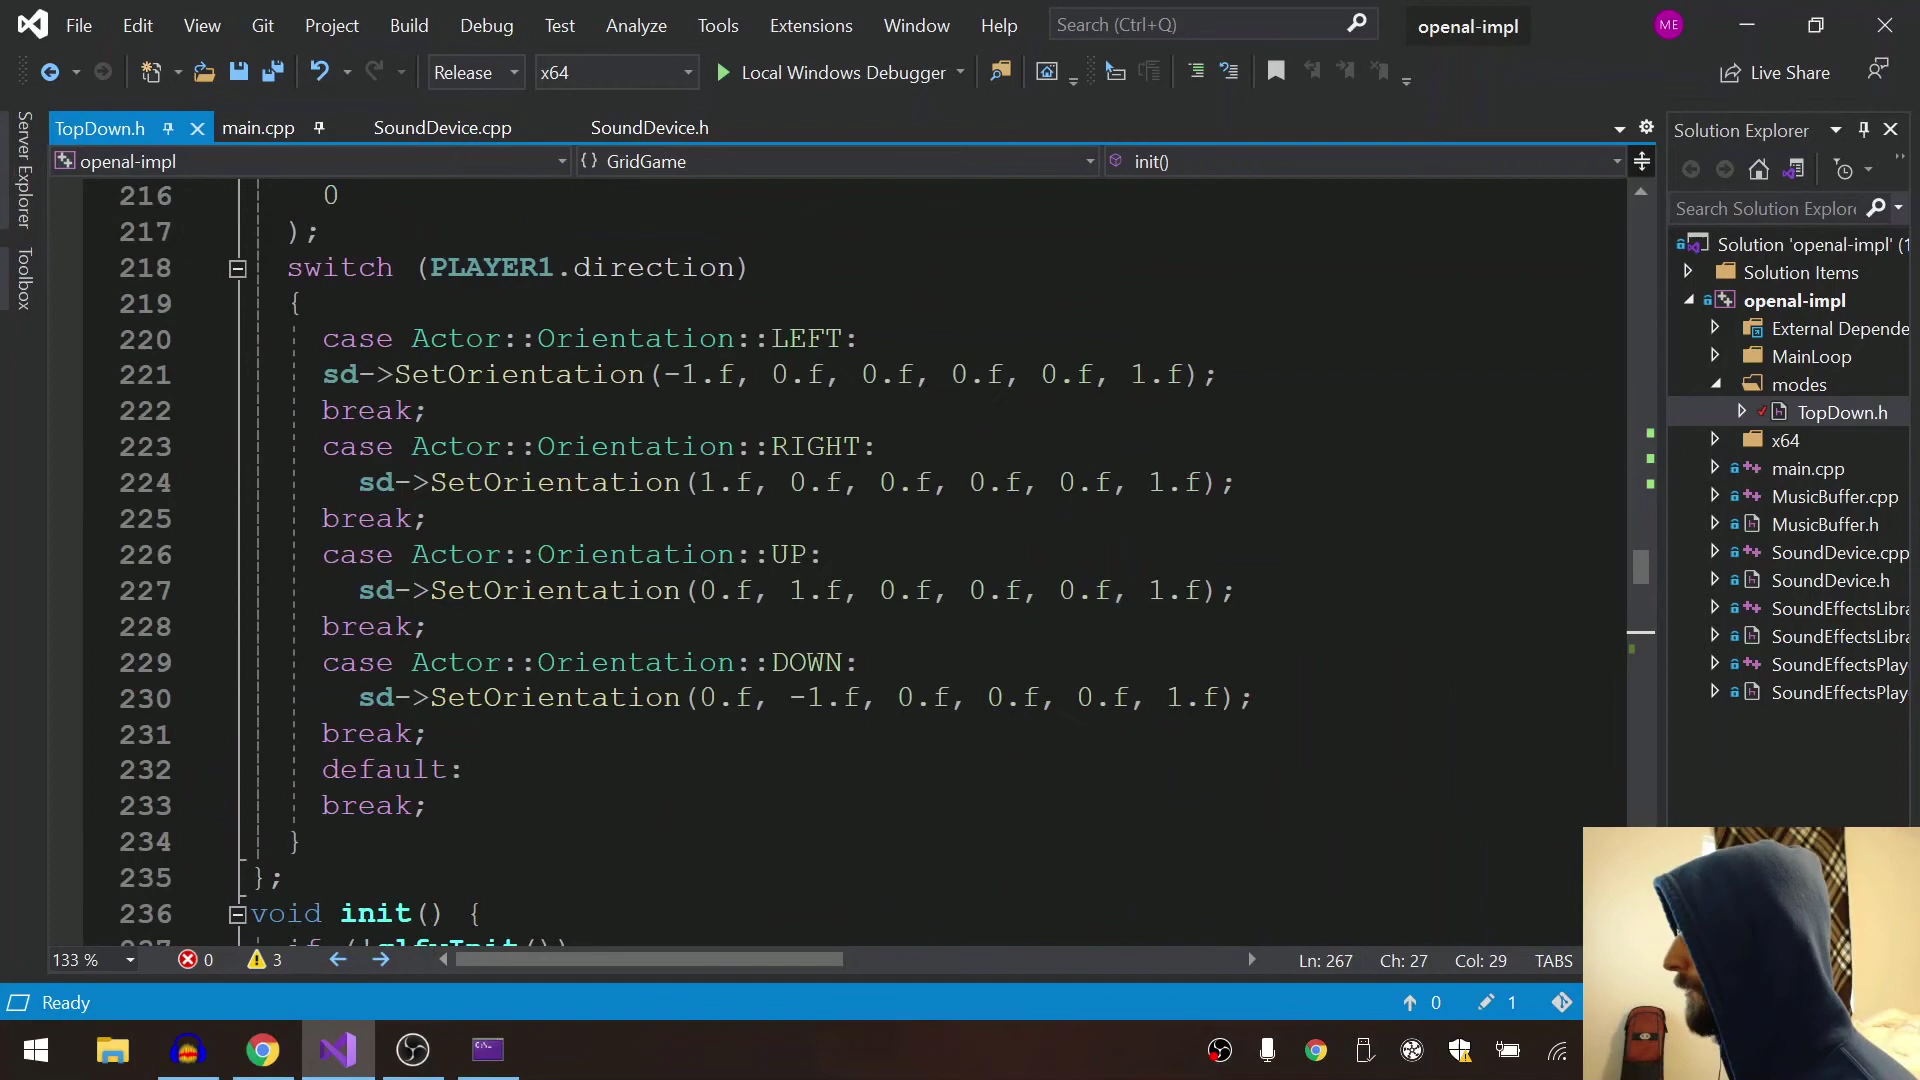 File Edit View Git Project Build Debug Test Analyze Tools Extensions Window Help Search (Ctrl+Q) openal-impl ME
Release x64 Local Windows Debugger Live Share
Server Explorer
Toolbox
TopDown.h main.cpp SoundDevice.cpp SoundDevice.h
openal-impl {} GridGame init()
216 0
217 );
218 switch (PLAYER1.direction)
219 {
220 case Actor::Orientation::LEFT:
221 sd->SetOrientation(-1.f, 0.f, 0.f, 0.f, 0.f, 1.f);
222 break;
223 case Actor::Orientation::RIGHT:
224 sd->SetOrientation(1.f, 0.f, 0.f, 0.f, 0.f, 1.f);
225 break;
226 case Actor::Orientation::UP:
227 sd->SetOrientation(0.f, 1.f, 0.f, 0.f, 0.f, 1.f);
228 break;
229 case Actor::Orientation::DOWN:
230 sd->SetOrientation(0.f, -1.f, 0.f, 0.f, 0.f, 1.f);
231 break;
232 default:
233 break;
234 }
235 };
236 void init() {
133 % 0 3 Ln: 267 Ch: 27 Col: 29 TABS
Ready 0 1
Solution Explorer
Search Solution Explore
Solution 'openal-impl' (1
Solution Items
openal-impl
External Depende
MainLoop
modes
TopDown.h
x64
main.cpp
MusicBuffer.cpp
MusicBuffer.h
SoundDevice.cpp
SoundDevice.h
SoundEffectsLibra
SoundEffectsLibra
SoundEffectsPlay
SoundEffectsPlay